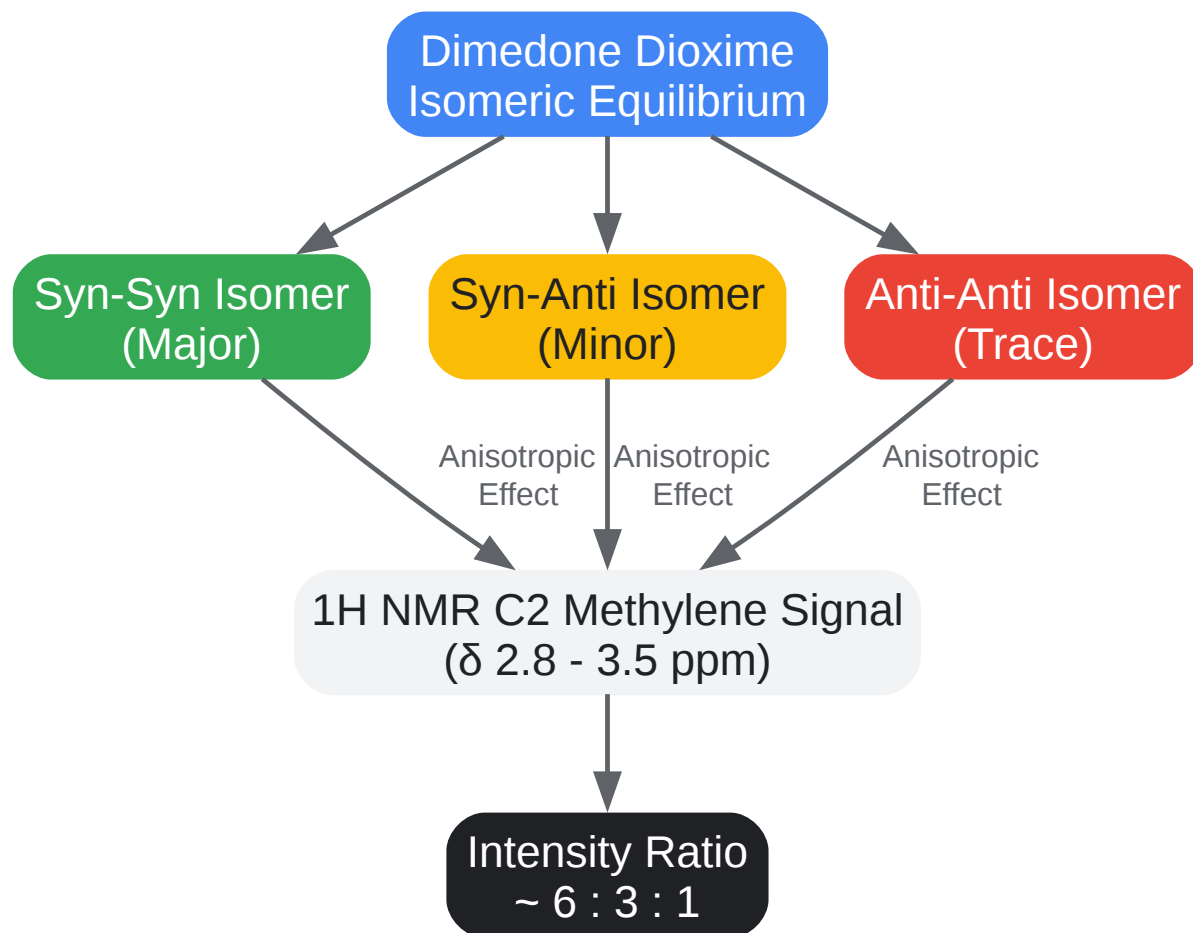 Dimedone Dioxime
Isomeric Equilibrium
Syn-Syn Isomer
(Major)
Syn-Anti Isomer
(Minor)
Anti-Anti Isomer
(Trace)
Anisotropic
Effect
Anisotropic
Effect
Anisotropic
Effect
1H NMR C2 Methylene Signal
(δ 2.8 - 3.5 ppm)
Intensity Ratio
~ 6 : 3 : 1